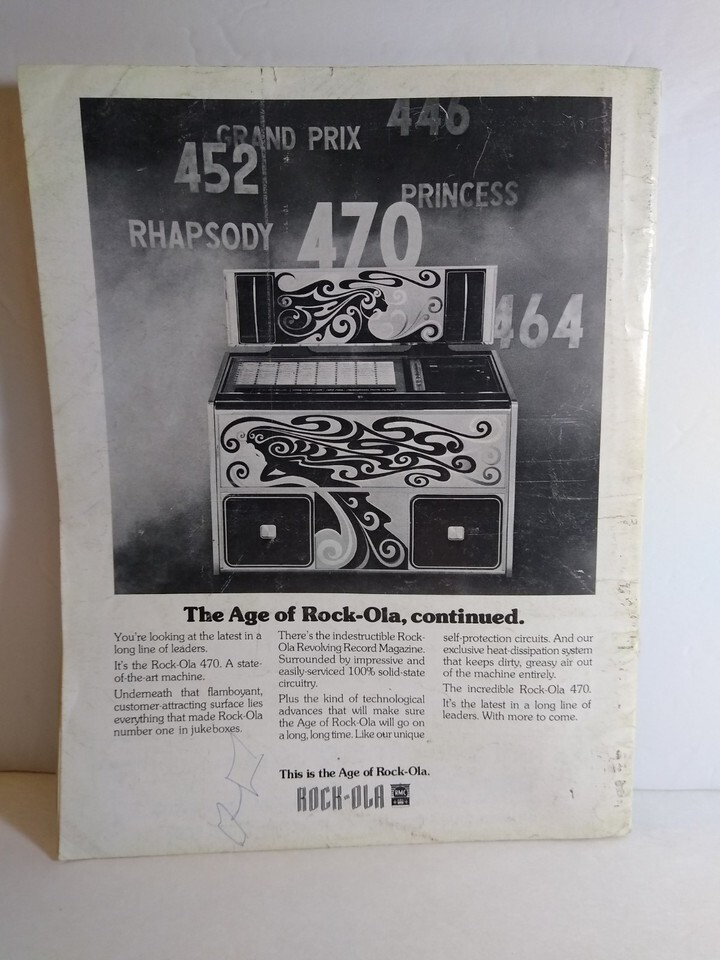 446
GRAND PRIX
452
PRINCESS
RHAPSODY
470
464
The Age of Rock-Ola, continued.
You're looking at the latest in a
long line of leaders.
It's the Rock-Ola 470. A state-
of-the-art machine.
Underneath that flamboyant,
customer-attracting surface lies
everything that made Rock-Ola
number one in jukeboxes.
There's the indestructible Rock-
Ola Revolving Record Magazine.
Surrounded by impressive and
easily-serviced 100% solid-state
circuitry.
Plus the kind of technological
advances that will make sure
the Age of Rock-Ola will go on
a long, long time. Like our unique
self-protection circuits. And our
exclusive heat-dissipation system
that keeps dirty, greasy air out
of the machine entirely.
The incredible Rock-Ola 470.
It's the latest in a long line of
leaders. With more to come.
This is the Age of Rock-Ola.
ROCK-OLA
RMC